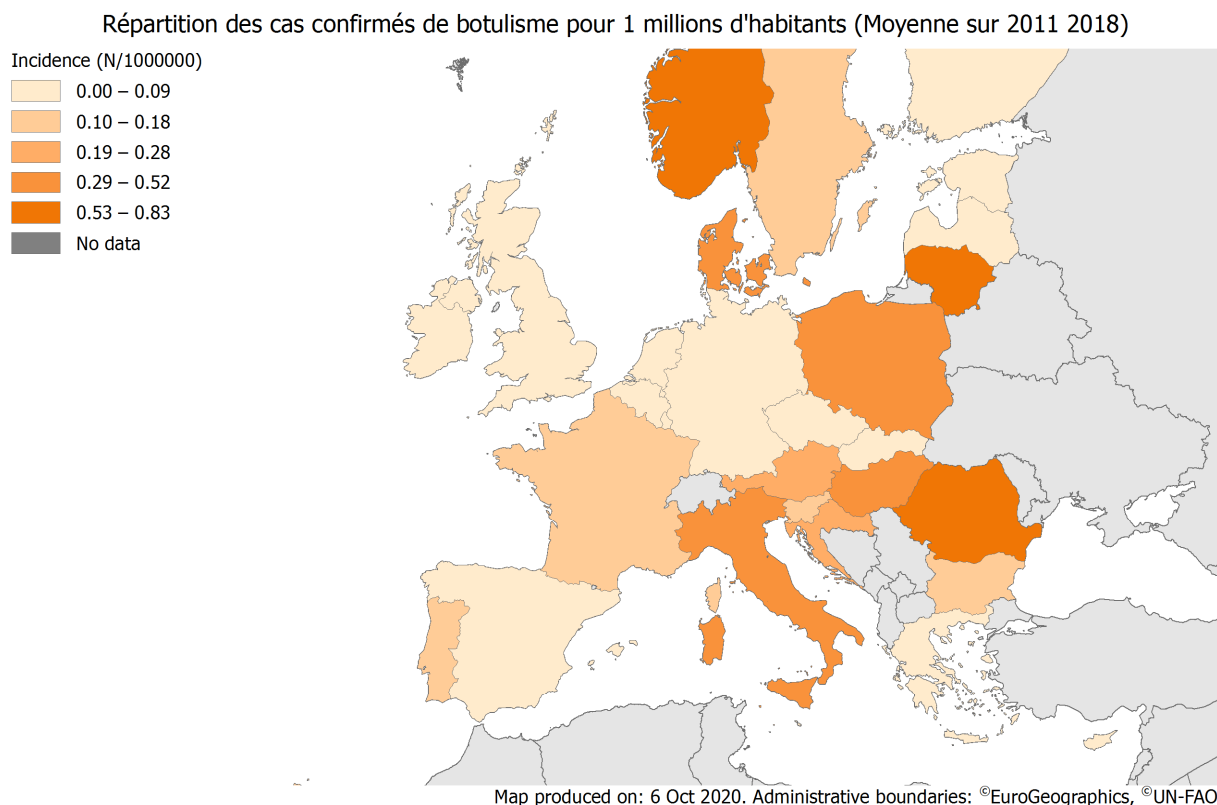 Répartition des cas confirmés de botulisme pour 1 millions d'habitants (Moyenne sur 2011 2018)
Incidence (N/1000000)
0.00 – 0.09
0.10 – 0.18
0.19 – 0.28
0.29 – 0.52
0.53 – 0.83
No data
Map produced on: 6 Oct 2020. Administrative boundaries: ©EuroGeographics, ©UN-FAO